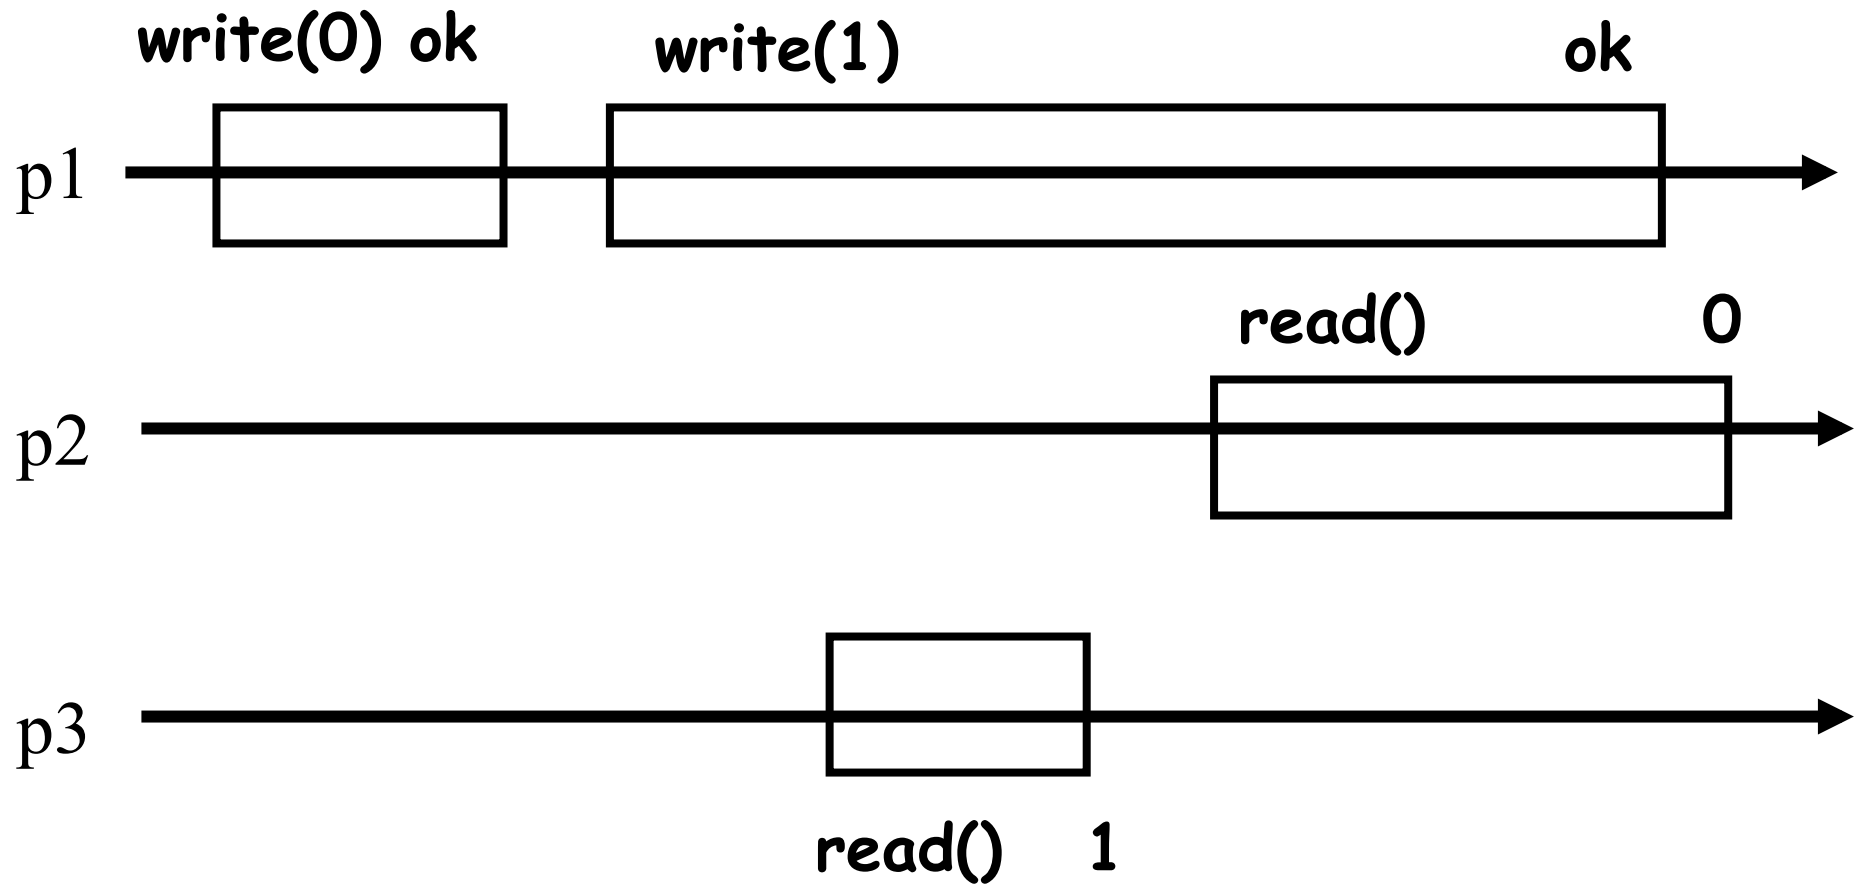 write(0) ok write(1) ok
p1
read() 0
p2
p3
read() 1